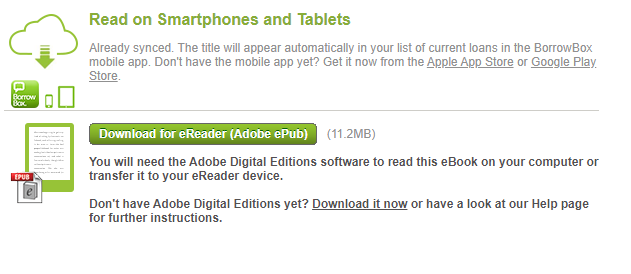 Read on Smartphones and Tablets
Already synced. The title will appear automatically in your list of current loans in the BorrowBox
mobile app. Don't have the mobile app yet? Get it now from the Apple App Store or Google Play
Store.
Borrow
Box.
Download for eReader (Adobe ePub) (11.2MB)
You will need the Adobe Digital Editions software to read this eBook on your computer or
transfer it to your eReader device.
EPUB
e
Don't have Adobe Digital Editions yet? Download it now or have a look at our Help page
for further instructions.